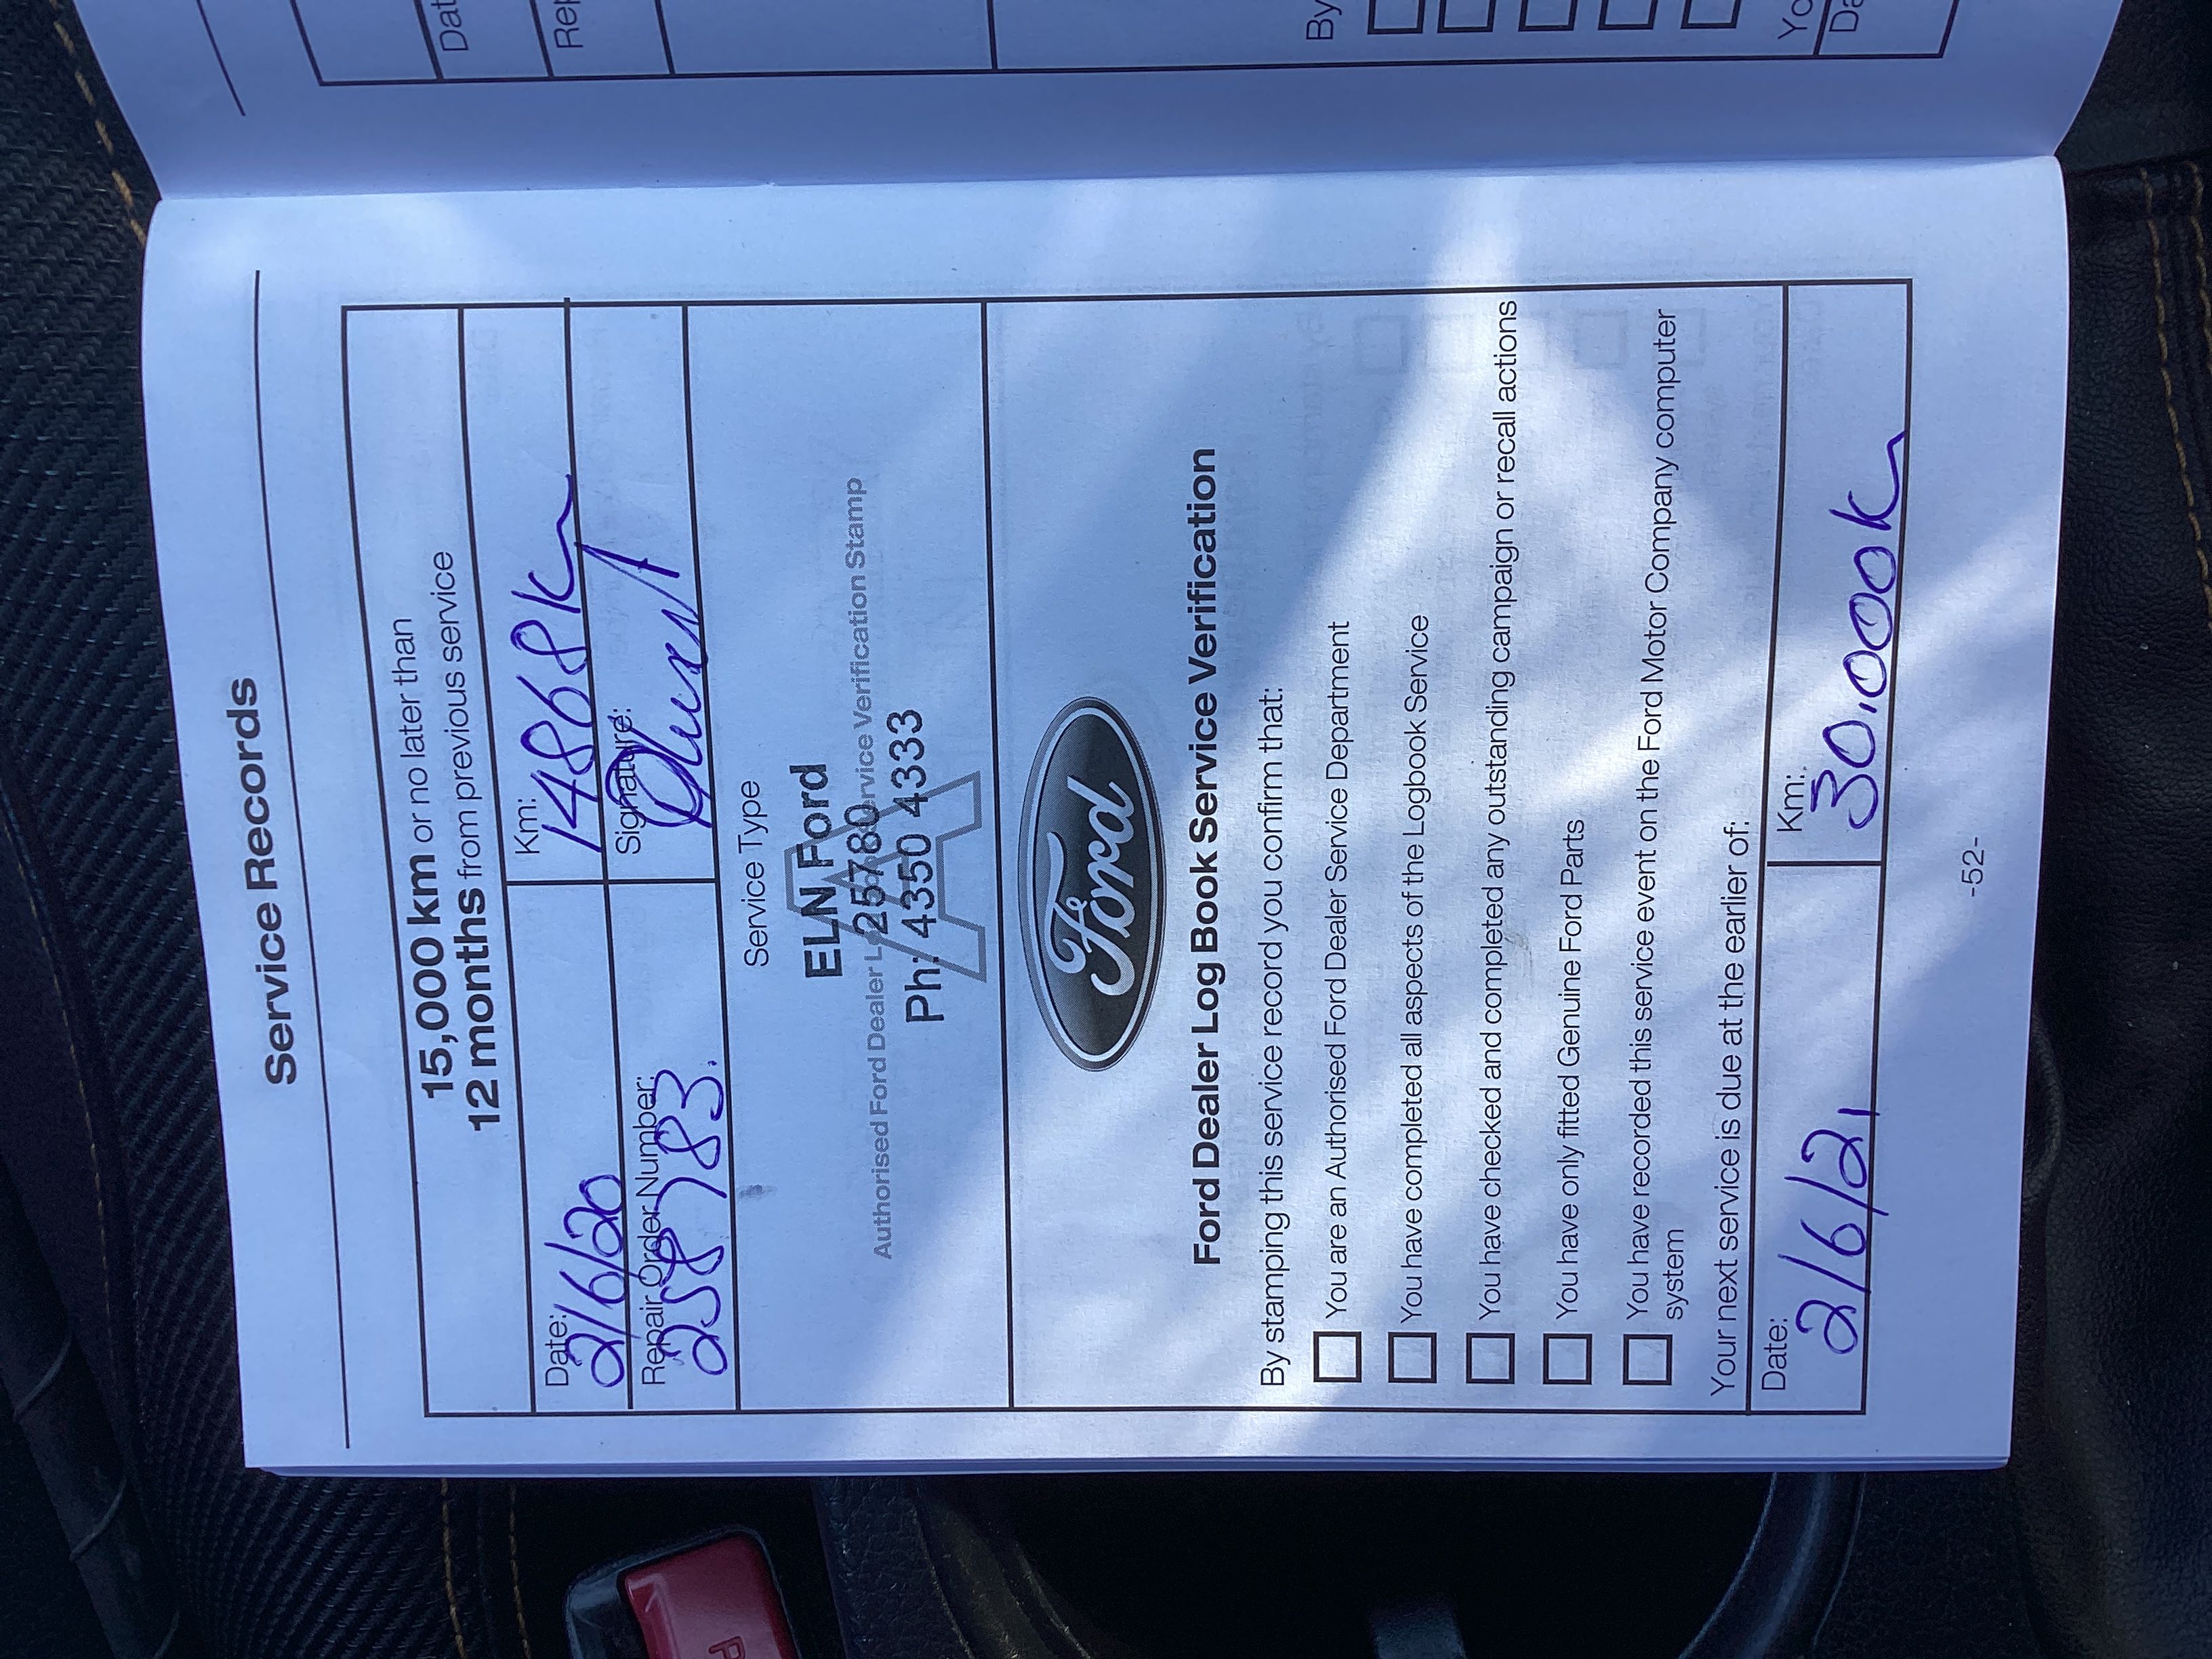 Service Records
15,000 km or no later than
12 months from previous service
Date: 2/6/20
Km: 14868k
Repair Order Number: 258783.
Signature:
Service Type
A
ELN Ford
Authorised Ford Dealer
25780
Service Verification Stamp
Ph: 4350 4333
Ford
Ford Dealer Log Book Service Verification
By stamping this service record you confirm that:
You are an Authorised Ford Dealer Service Department
You have completed all aspects of the Logbook Service
You have checked and completed any outstanding campaign or recall actions
You have only fitted Genuine Ford Parts
You have recorded this service event on the Ford Motor Company computer
system
Your next service is due at the earlier of:
Date: 2/6/21
Km: 30.000k
-52-
By